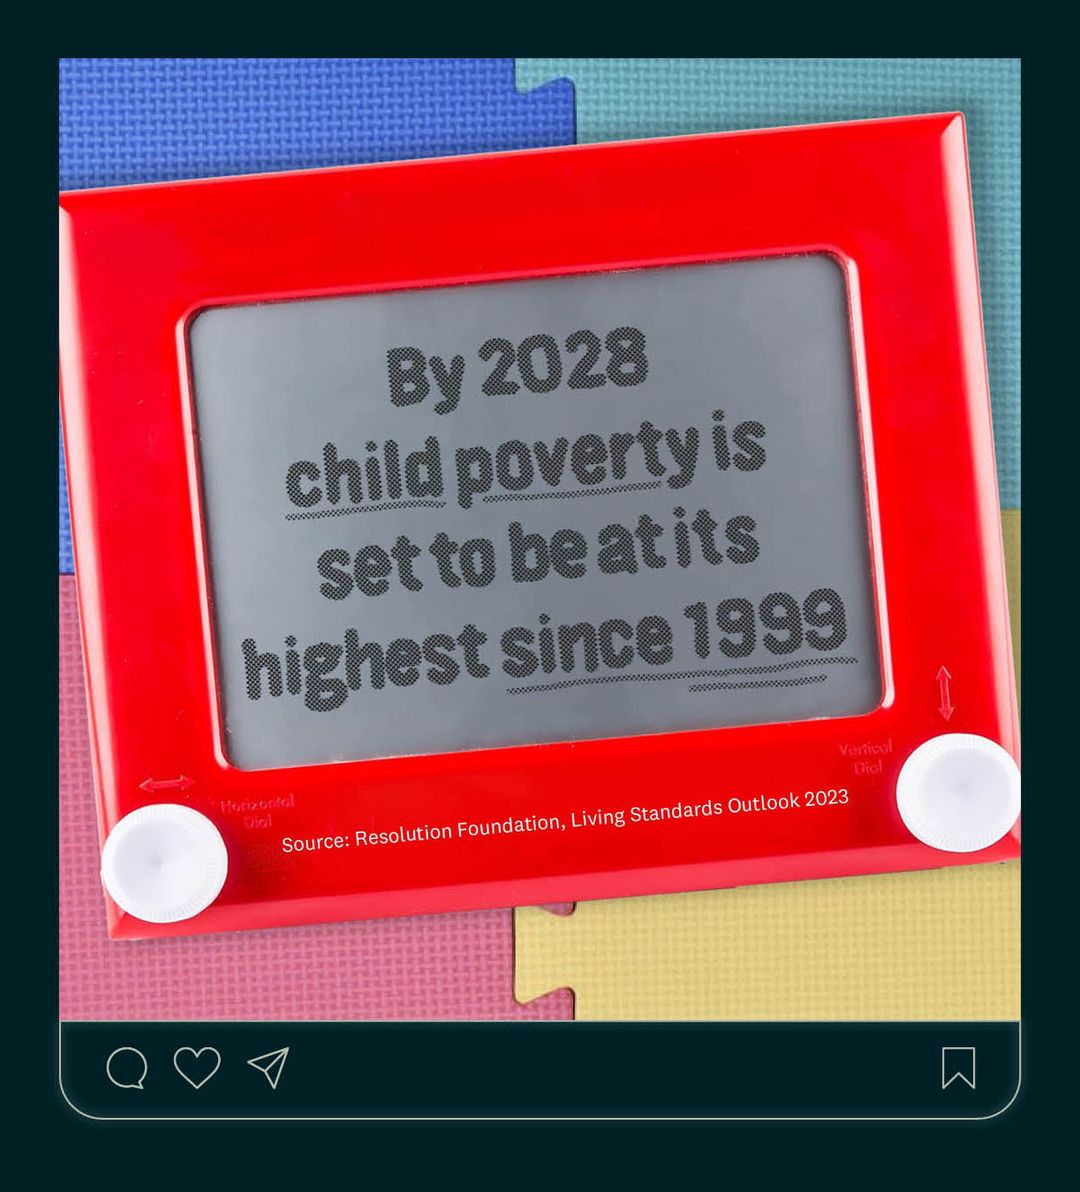 By 2028
child poverty is
set to be at its
highest since 1999
Vertical
Dial
Horizontal
Dial
Source: Resolution Foundation, Living Standards Outlook 2023